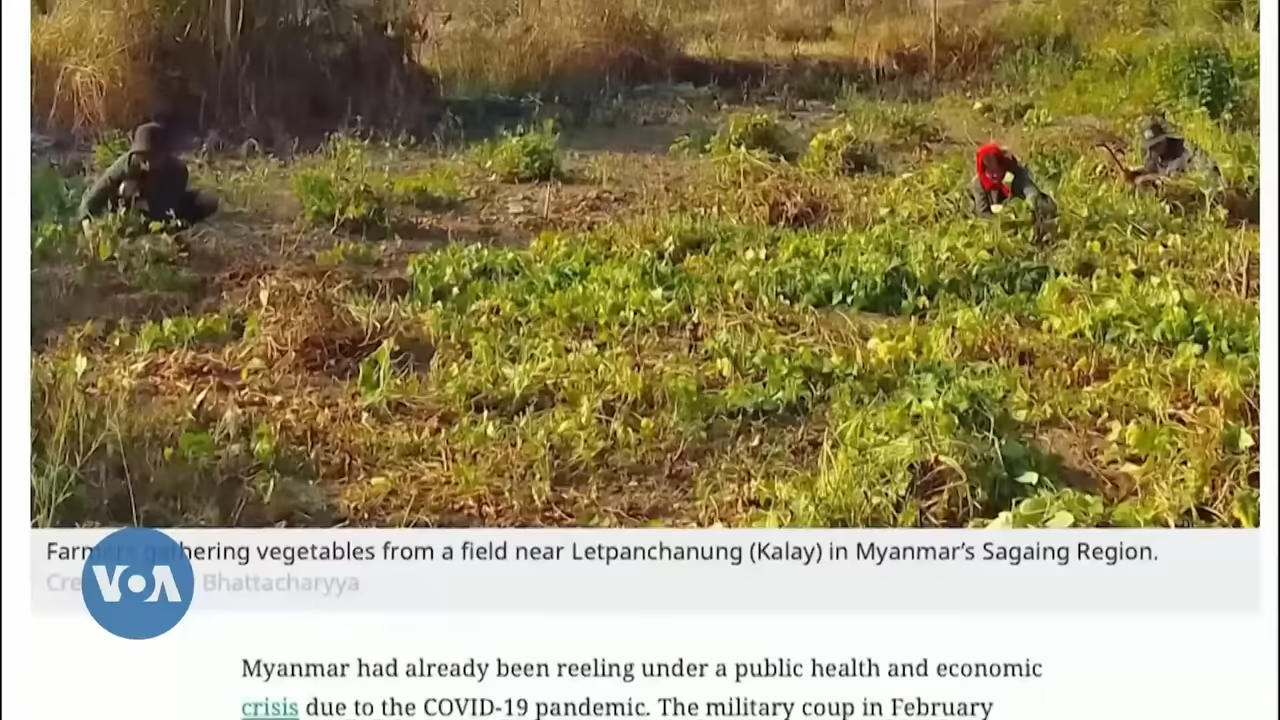 Farmers gathering vegetables from a field near Letpanchanung (Kalay) in Myanmar’s Sagaing Region.
Bhattacharyya
VOA
Myanmar had already been reeling under a public health and economic
crisis due to the COVID-19 pandemic. The military coup in February